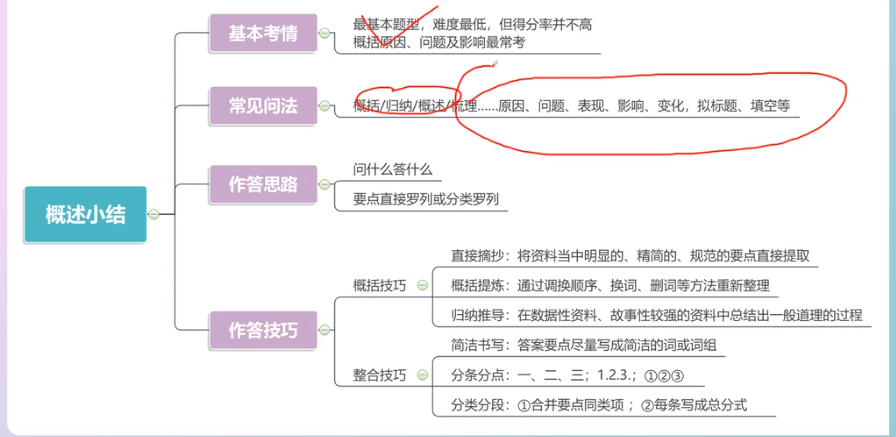 概述小结
基本考情
最基本题型，难度最低，但得分率并不高
概括原因、问题及影响最常考
常见问法
概括/归纳/概述/梳理……原因、问题、表现、影响、变化，拟标题、填空等
作答思路
问什么答什么
要点直接罗列或分类罗列
作答技巧
概括技巧
直接摘抄：将资料当中明显的、精简的、规范的要点直接提取
概括提炼：通过调换顺序、换词、删词等方法重新整理
归纳推导：在数据性资料、故事性较强的资料中总结出一般道理的过程
整合技巧
简洁书写：答案要点尽量写成简洁的词或词组
分条分点：一、二、三；1.2.3.；①②③
分类分段：①合并要点同类项 ；②每条写成总分式